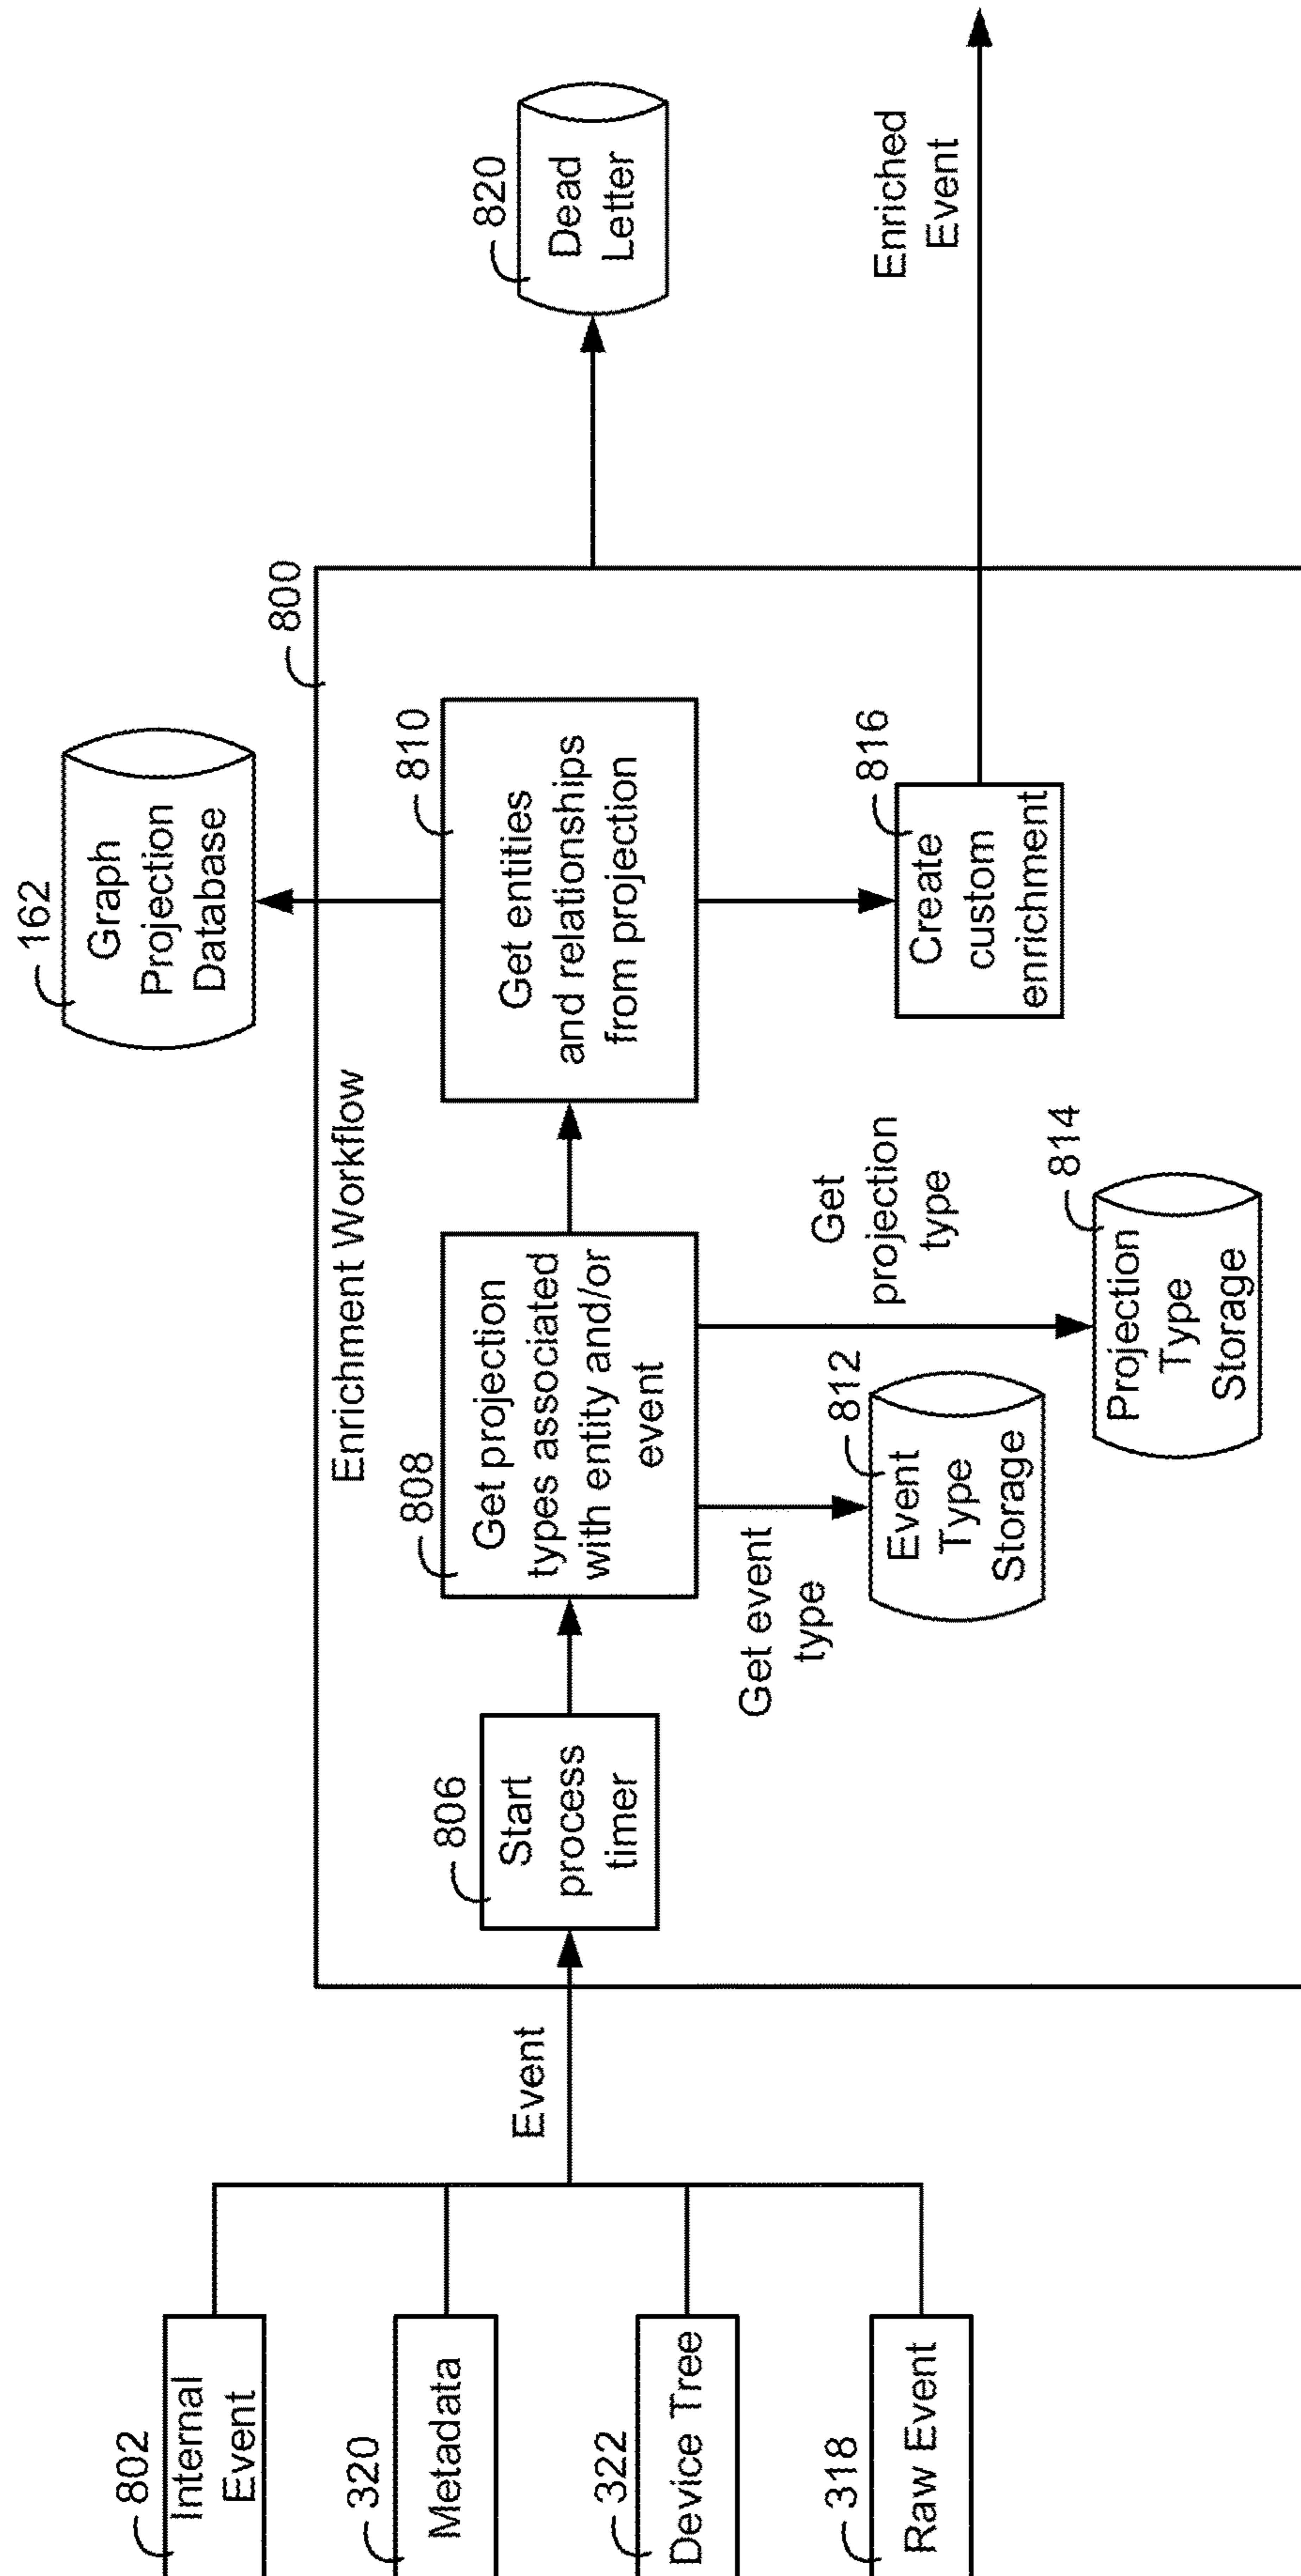 802
Internal
Event
320
Metadata
322
Device Tree
318
Raw Event
Event
800
Enrichment Workflow
806
Start
process
timer
808
Get projection
types associated
with entity and/or
event
Get event
type
812
Event
Type
Storage
Get
projection
type
814
Projection
Type
Storage
810
Get entities
and relationships
from projection
162
Graph
Projection
Database
816
Create
custom
enrichment
820
Dead
Letter
Enriched
Event